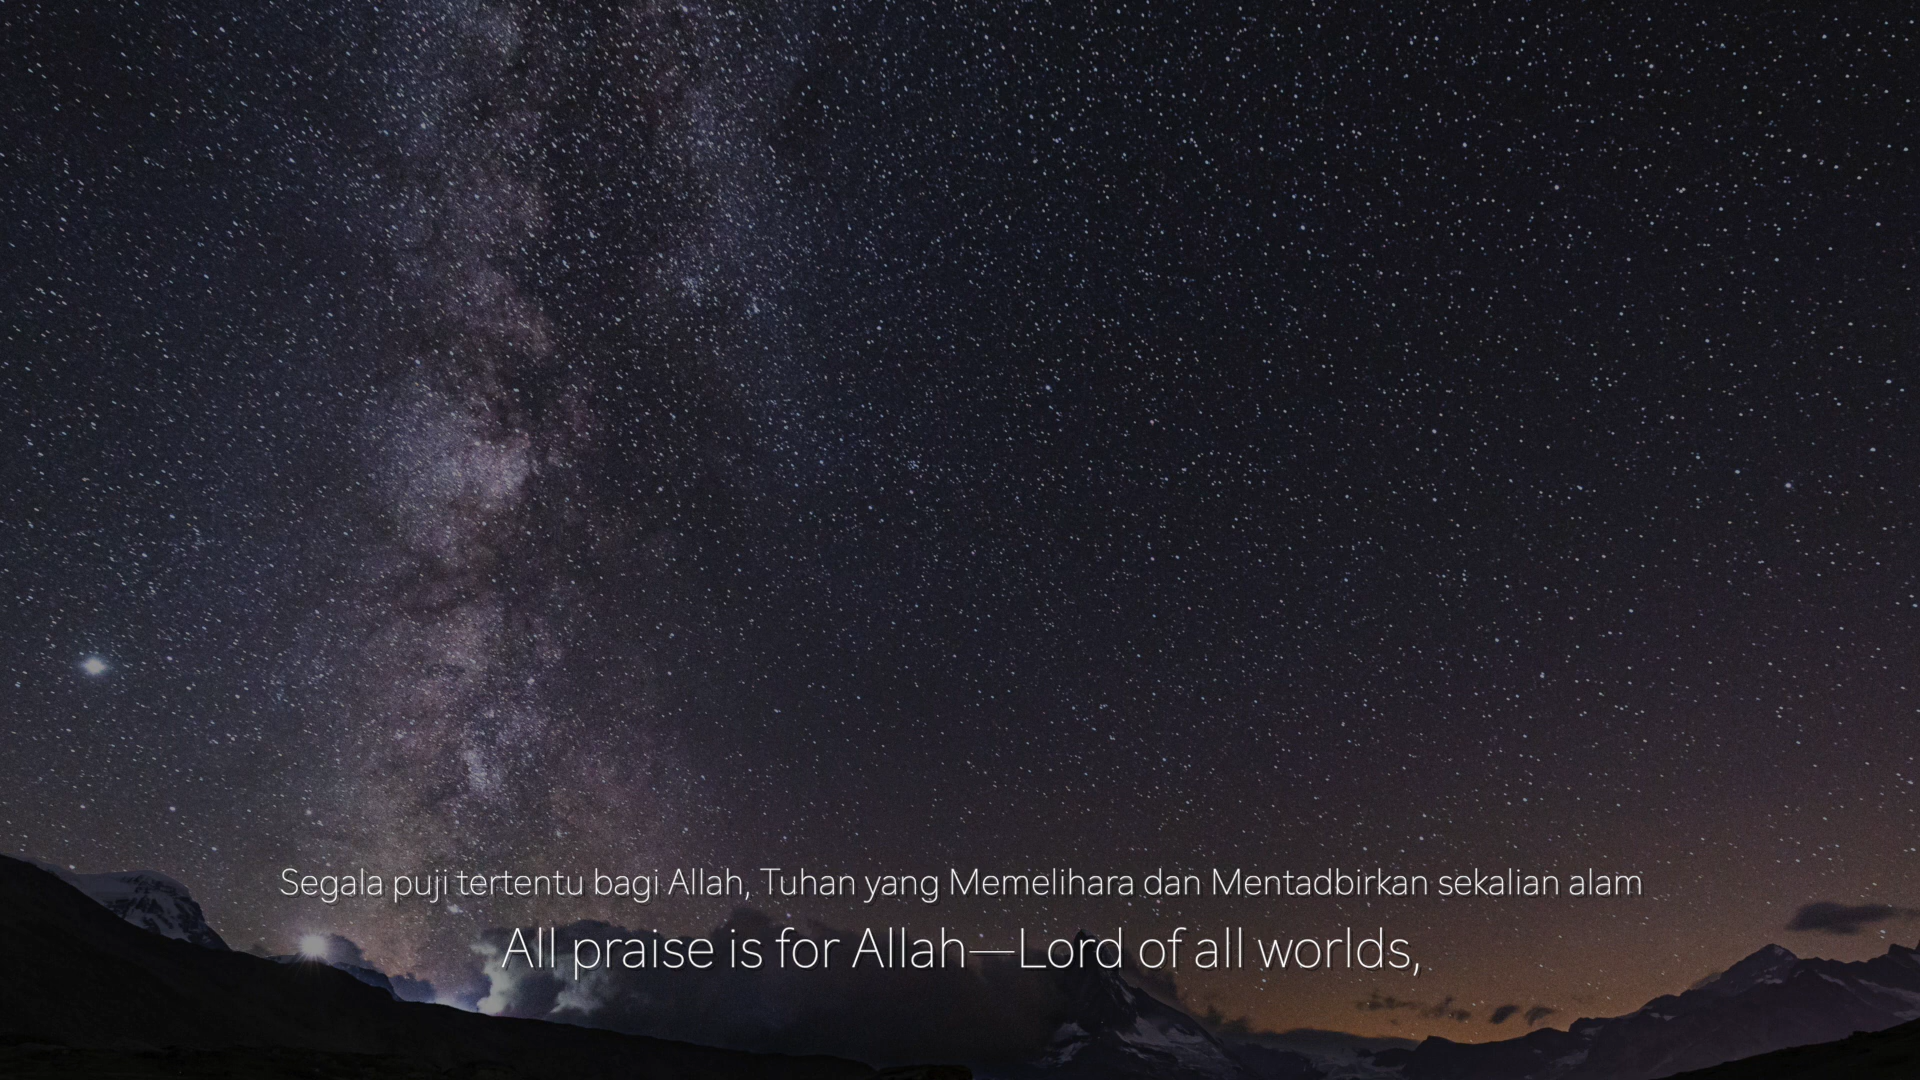 Segala puji tertentu bagi Allah, Tuhan yang Memelihara dan Mentadbirkan sekalian alam
All praise is for Allah—Lord of all worlds,